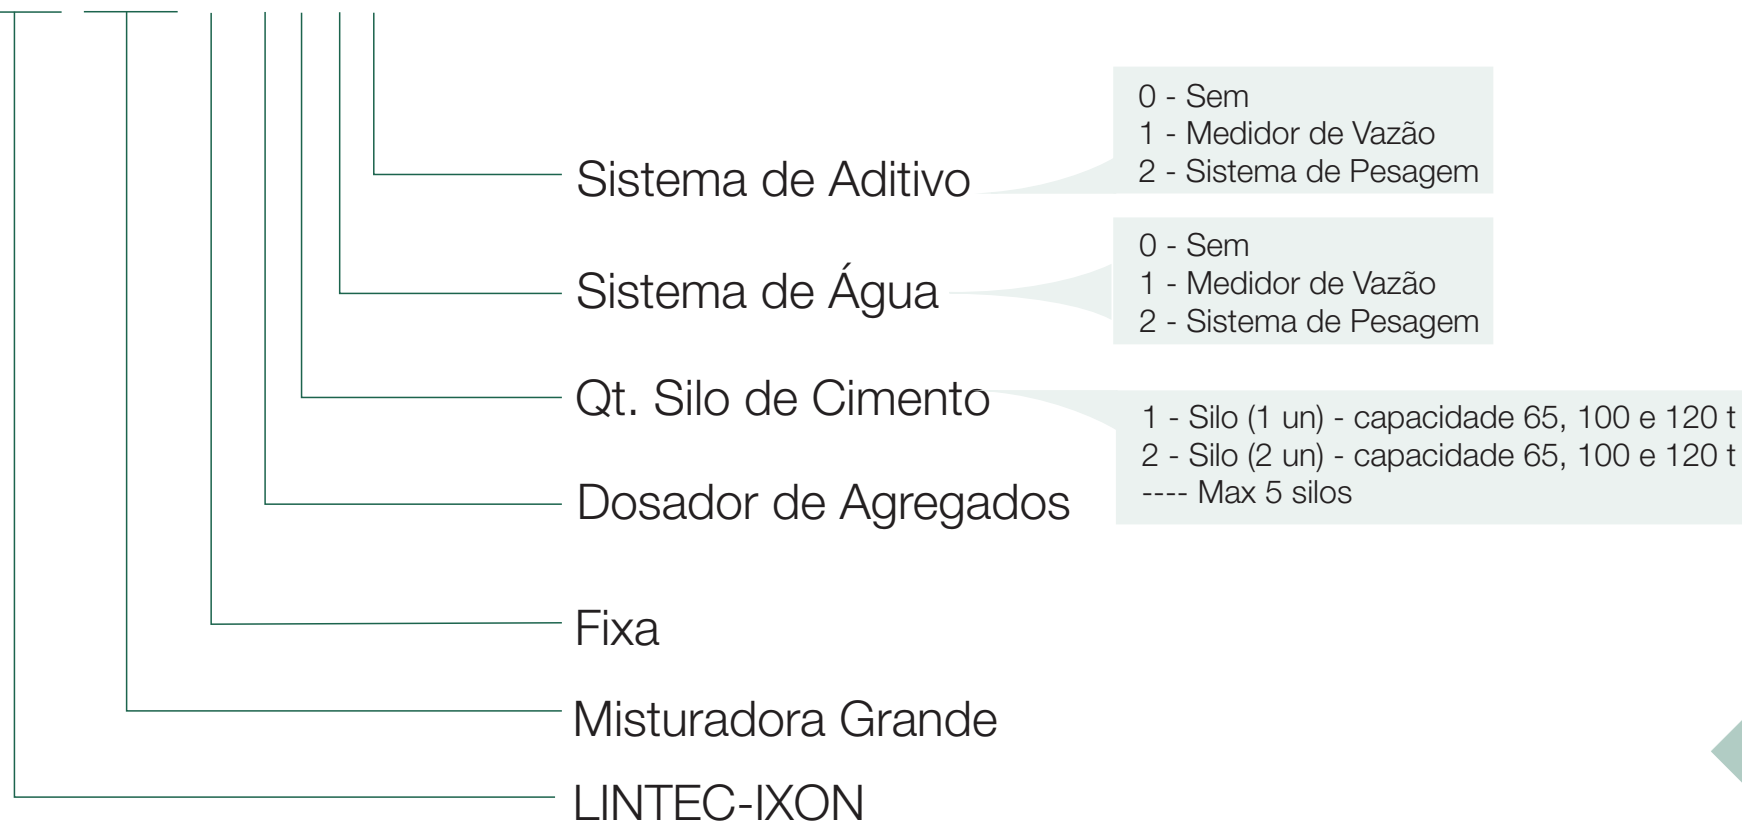 0 - Sem
1 - Medidor de Vazão
2 - Sistema de Pesagem
Sistema de Aditivo
0 - Sem
1 - Medidor de Vazão
2 - Sistema de Pesagem
Sistema de Água
Qt. Silo de Cimento
1 - Silo (1 un) - capacidade 65, 100 e 120 t
2 - Silo (2 un) - capacidade 65, 100 e 120 t
---- Max 5 silos
Dosador de Agregados
Fixa
Misturadora Grande
LINTEC-IXON